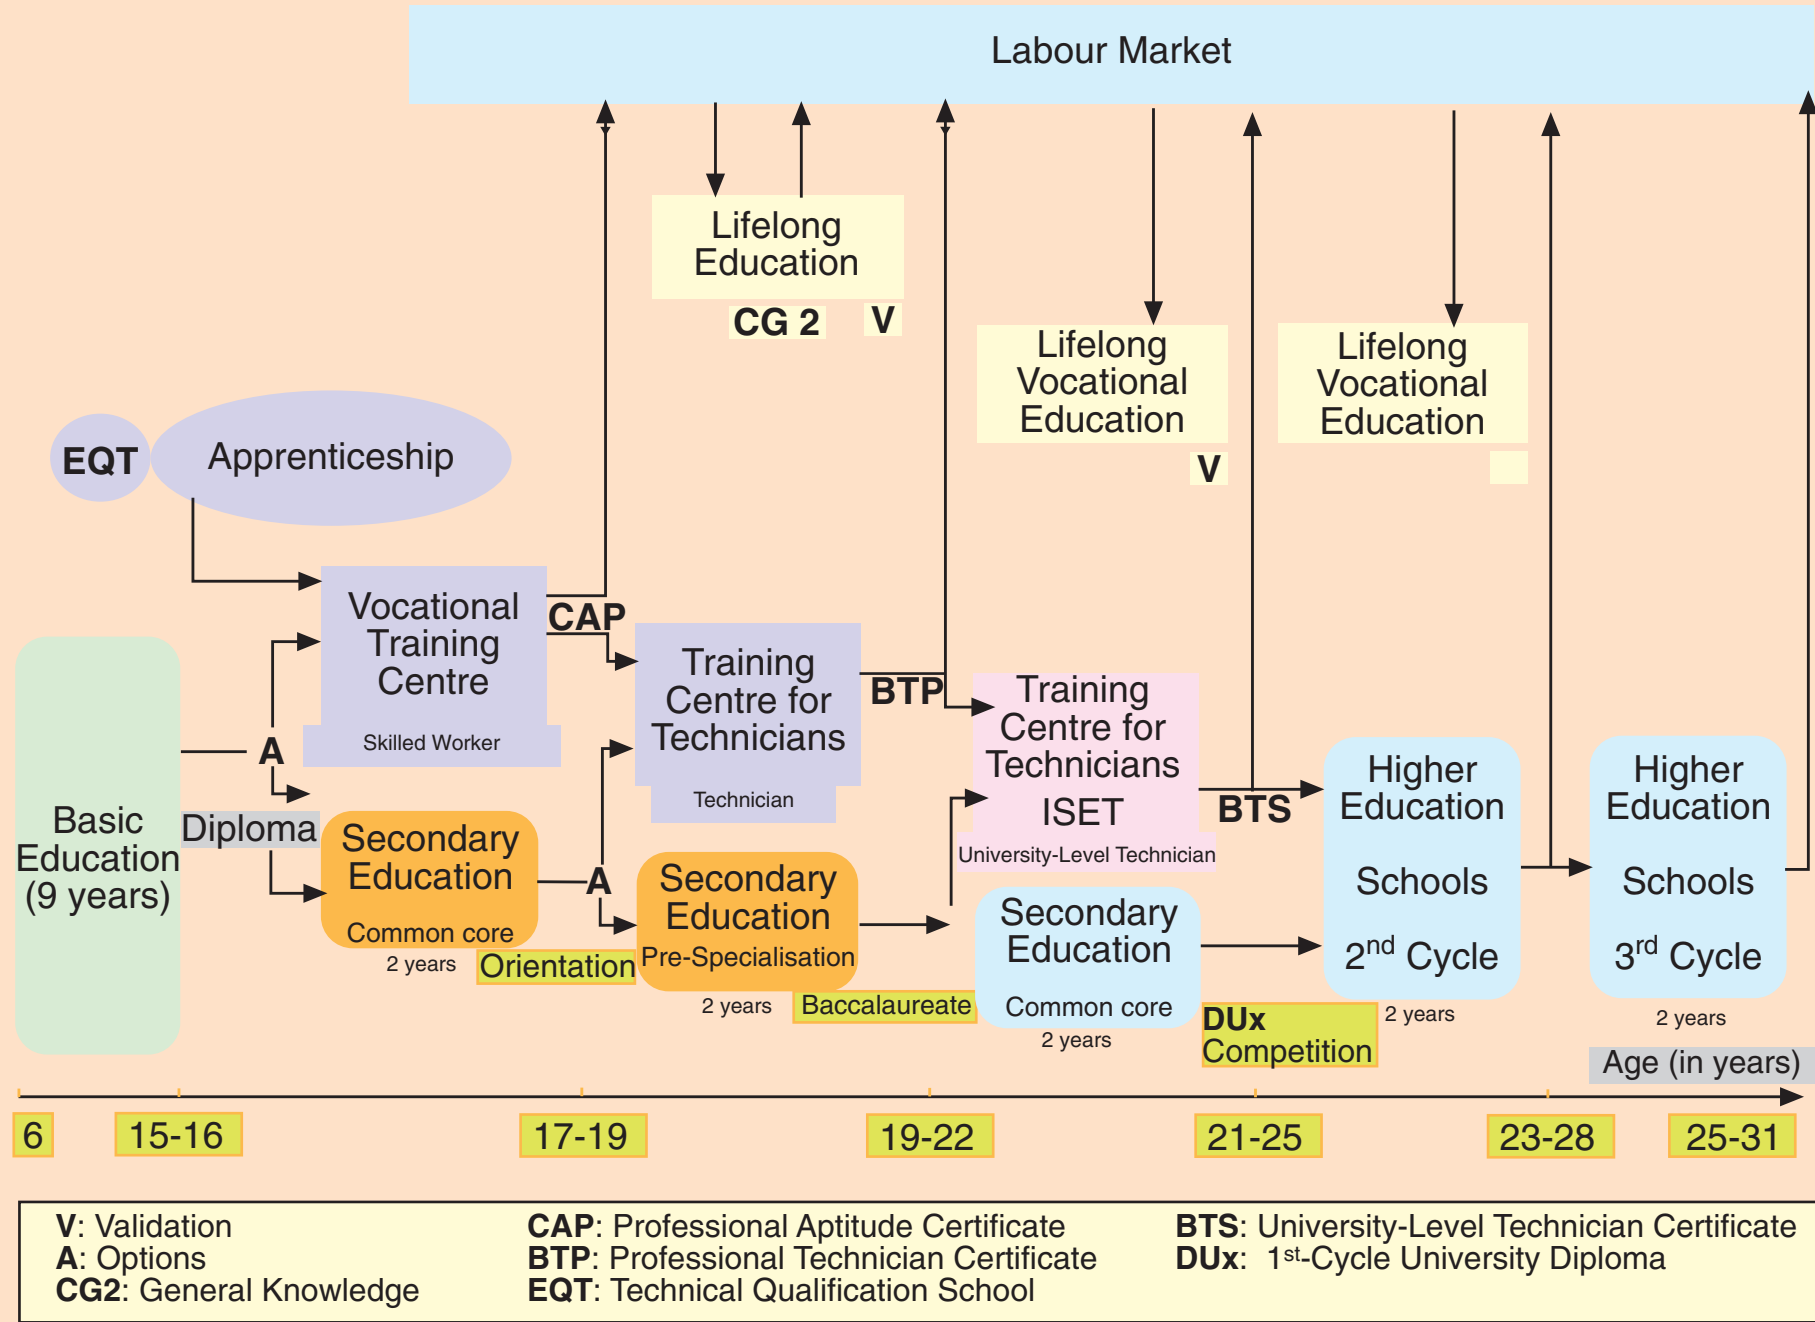 Labour Market
Lifelong
Education
CG 2
V
Lifelong
Vocational
Education
V
Lifelong
Vocational
Education
EQT
Apprenticeship
Vocational
Training
Centre
Skilled Worker
CAP
Training
Centre for
Technicians
Technician
BTP
Training
Centre for
Technicians
ISET
University-Level Technician
BTS
Basic
Education
(9 years)
A
Diploma
Secondary
Education
Common core
2 years
Orientation
A
Secondary
Education
Pre-Specialisation
2 years
Baccalaureate
Secondary
Education
Common core
2 years
DUx
Competition
Higher
Education
Schools
2nd Cycle
2 years
Higher
Education
Schools
3rd Cycle
2 years
Age (in years)
6
15-16
17-19
19-22
21-25
23-28
25-31
V: Validation
A: Options
CG2: General Knowledge
CAP: Professional Aptitude Certificate
BTP: Professional Technician Certificate
EQT: Technical Qualification School
BTS: University-Level Technician Certificate
DUx: 1st-Cycle University Diploma